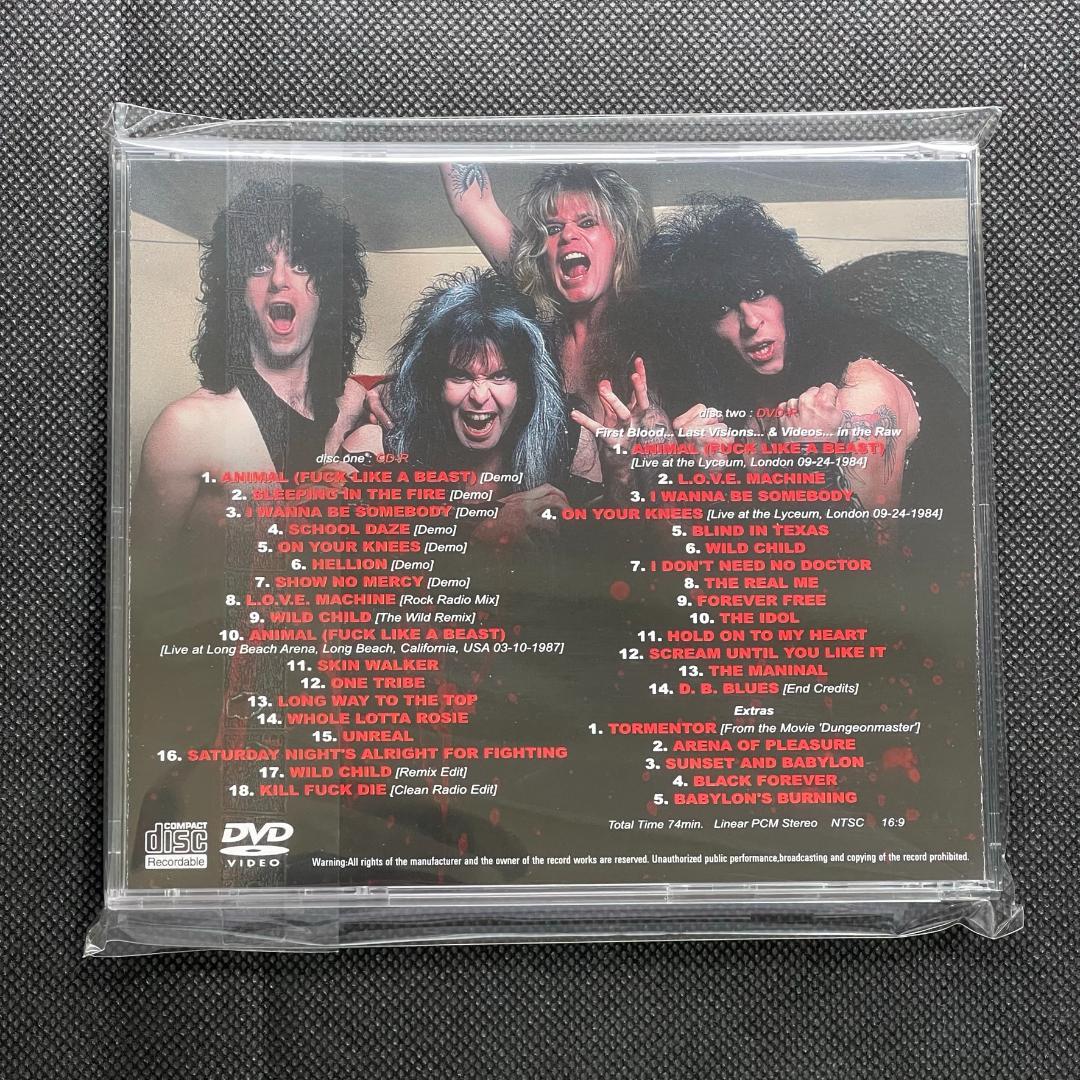 disc one : CD-R
1. ANIMAL (FUCK LIKE A BEAST) [Demo]
2. SLEEPING IN THE FIRE [Demo]
3. I WANNA BE SOMEBODY [Demo]
4. SCHOOL DAZE [Demo]
5. ON YOUR KNEES [Demo]
6. HELLION [Demo]
7. SHOW NO MERCY [Demo]
8. L.O.V.E. MACHINE [Rock Radio Mix]
9. WILD CHILD [The Wild Remix]
10. ANIMAL (FUCK LIKE A BEAST)
[Live at Long Beach Arena, Long Beach, California, USA 03-10-1987]
11. SKIN WALKER
12. ONE TRIBE
13. LONG WAY TO THE TOP
14. WHOLE LOTTA ROSIE
15. UNREAL
16. SATURDAY NIGHT'S ALRIGHT FOR FIGHTING
17. WILD CHILD [Remix Edit]
18. KILL FUCK DIE [Clean Radio Edit]
disc two : DVD-R
First Blood... Last Visions... & Videos... in the Raw
1. ANIMAL (FUCK LIKE A BEAST)
[Live at the Lyceum, London 09-24-1984]
2. L.O.V.E. MACHINE
3. I WANNA BE SOMEBODY
4. ON YOUR KNEES [Live at the Lyceum, London 09-24-1984]
5. BLIND IN TEXAS
6. WILD CHILD
7. I DON'T NEED NO DOCTOR
8. THE REAL ME
9. FOREVER FREE
10. THE IDOL
11. HOLD ON TO MY HEART
12. SCREAM UNTIL YOU LIKE IT
13. THE MANINAL
14. D. B. BLUES [End Credits]
Extras
1. TORMENTOR [From the Movie 'Dungeonmaster']
2. ARENA OF PLEASURE
3. SUNSET AND BABYLON
4. BLACK FOREVER
5. BABYLON'S BURNING
Total Time 74min. Linear PCM Stereo NTSC 16:9
COMPACT
disc
Recordable
DVD
VIDEO
Warning:All rights of the manufacturer and the owner of the record works are reserved. Unauthorized public performance,broadcasting and copying of the record prohibited.